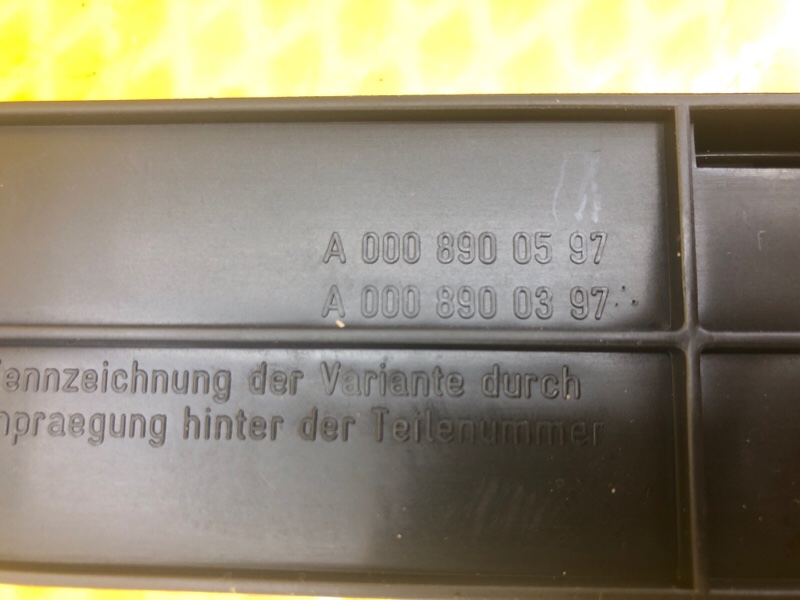 A 000 890 05 97
A 000 890 03 97
ennzeichnung der Variante durch
npraegung hinter der Teilenummer